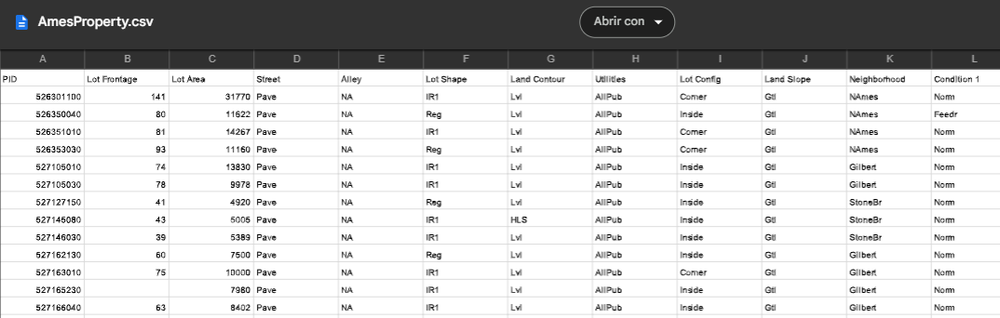 AmesProperty.csv Abrir con
A B C D E F G H I J K L
PID Lot Frontage Lot Area Street Alley Lot Shape Land Contour Utilities Lot Config Land Slope Neighborhood Condition 1
526301100 141 31770 Pave NA IR1 Lvl AllPub Corner Gtl NAmes Norm
526350040 80 11622 Pave NA Reg Lvl AllPub Inside Gtl NAmes Feedr
526351010 81 14267 Pave NA IR1 Lvl AllPub Corner Gtl NAmes Norm
526353030 93 11160 Pave NA Reg Lvl AllPub Corner Gtl NAmes Norm
527105010 74 13830 Pave NA IR1 Lvl AllPub Inside Gtl Gilbert Norm
527105030 78 9978 Pave NA IR1 Lvl AllPub Inside Gtl Gilbert Norm
527127150 41 4920 Pave NA Reg Lvl AllPub Inside Gtl StoneBr Norm
527145080 43 5005 Pave NA IR1 HLS AllPub Inside Gtl StoneBr Norm
527146030 39 5389 Pave NA IR1 Lvl AllPub Inside Gtl StoneBr Norm
527162130 60 7500 Pave NA Reg Lvl AllPub Inside Gtl Gilbert Norm
527163010 75 10000 Pave NA IR1 Lvl AllPub Corner Gtl Gilbert Norm
527165230 7980 Pave NA IR1 Lvl AllPub Inside Gtl Gilbert Norm
527166040 63 8402 Pave NA IR1 Lvl AllPub Inside Gtl Gilbert Norm